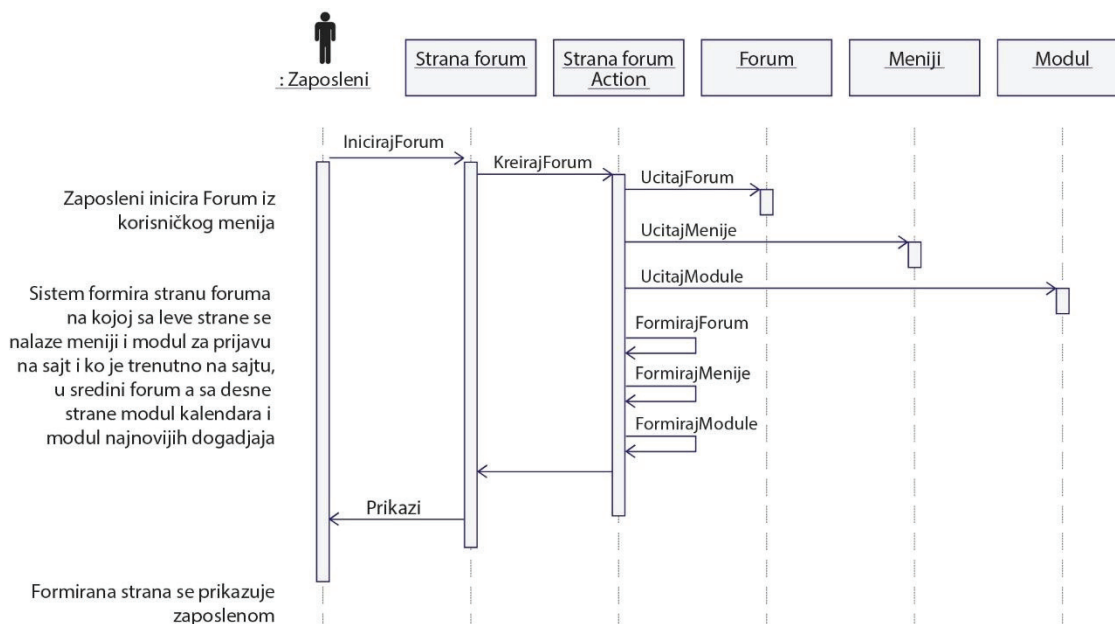 : Zaposleni
Strana forum
Strana forum
Action
Forum
Meniji
Modul
InicirajForum
KreirajForum
UcitajForum
Zaposleni inicira Forum iz
korisničkog menija
UcitajMenije
UcitajModule
Sistem formira stranu foruma
na kojoj sa leve strane se
nalaze meniji i modul za prijavu
na sajt i ko je trenutno na sajtu,
u sredini forum a sa desne
strane modul kalendara i
modul najnovijih dogadjaja
FormirajForum
FormirajMenije
FormirajModule
Prikazi
Formirana strana se prikazuje
zaposlenom